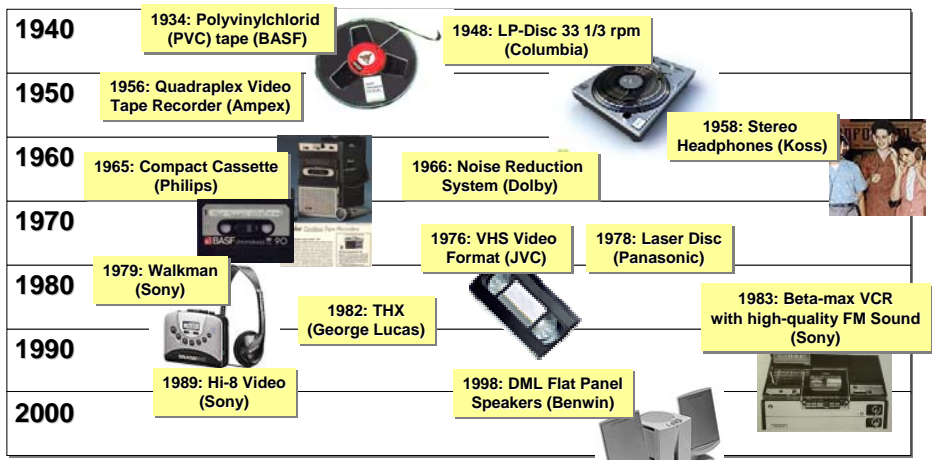 1940
1934: Polyvinylchlorid
(PVC) tape (BASF)
1948: LP-Disc 33 1/3 rpm
(Columbia)
1950
1956: Quadraplex Video
Tape Recorder (Ampex)
1958: Stereo
Headphones (Koss)
1960
1965: Compact Cassette
(Philips)
1966: Noise Reduction
System (Dolby)
BASF
90
1970
1976: VHS Video
Format (JVC)
1978: Laser Disc
(Panasonic)
1979: Walkman
(Sony)
1980
1982: THX
(George Lucas)
1983: Beta-max VCR
with high-quality FM Sound
(Sony)
1990
1989: Hi-8 Video
(Sony)
1998: DML Flat Panel
Speakers (Benwin)
2000